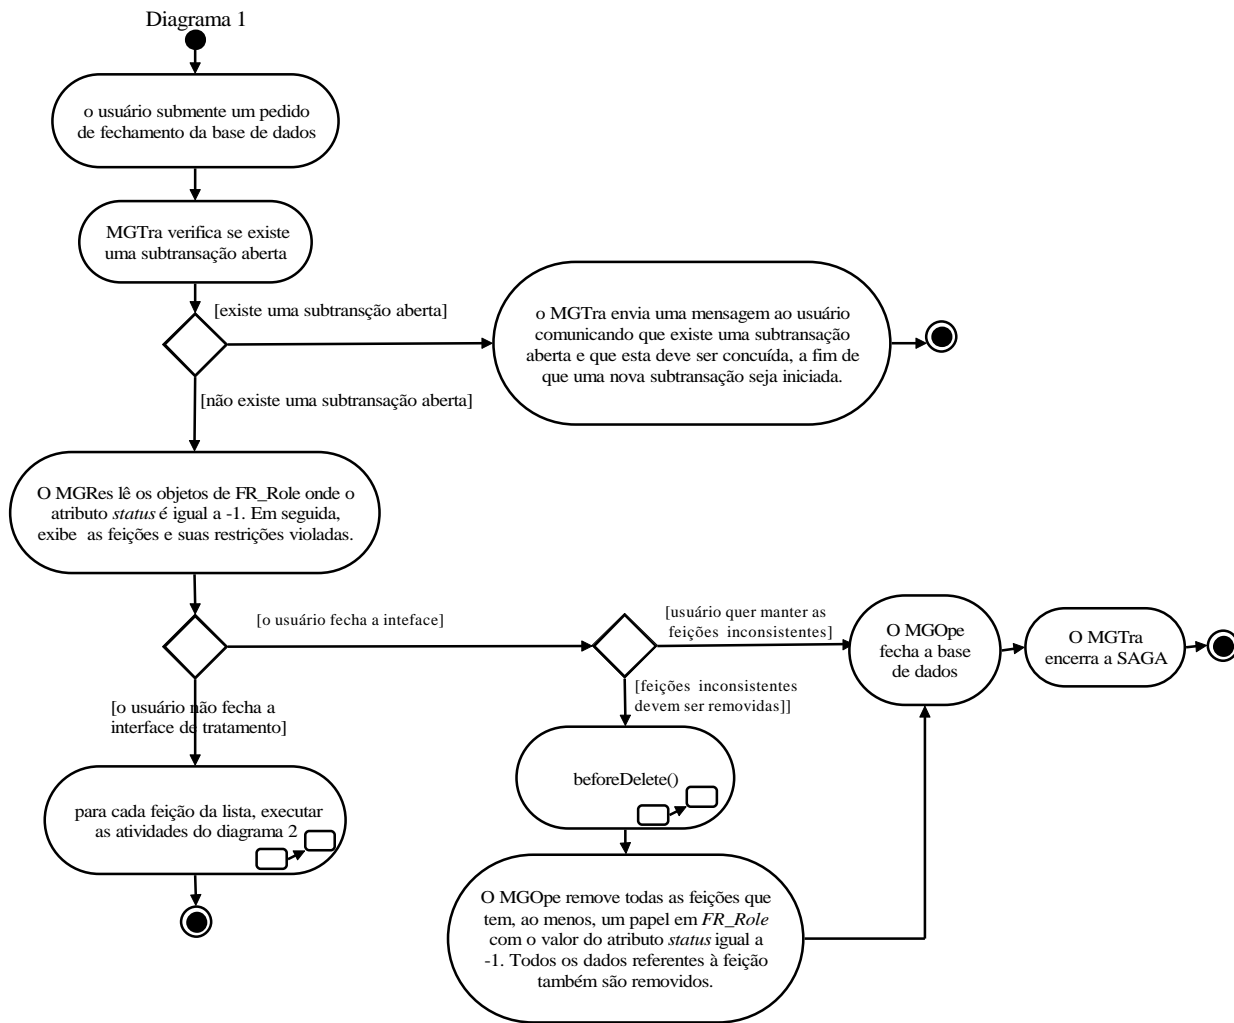 Diagrama 1
o usuário submente um pedido
de fechamento da base de dados
MGTra verifica se existe
uma subtransação aberta
[existe uma subtransção aberta]
o MGTra envia uma mensagem ao usuário
comunicando que existe uma subtransação
aberta e que esta deve ser concuída, a fim de
que uma nova subtransação seja iniciada.
[não existe uma subtransação aberta]
O MGRes lê os objetos de FR_Role onde o
atributo status é igual a -1. Em seguida,
exibe as feições e suas restrições violadas.
[o usuário fecha a inteface]
[usuário quer manter as
feições inconsistentes]
O MGOpe
fecha a base
de dados
O MGTra
encerra a SAGA
[o usuário não fecha a
interface de tratamento]
[feições inconsistentes
devem ser removidas]]
para cada feição da lista, executar
as atividades do diagrama 2
beforeDelete()
O MGOpe remove todas as feições que
tem, ao menos, um papel em FR_Role
com o valor do atributo status igual a
-1. Todos os dados referentes à feição
também são removidos.